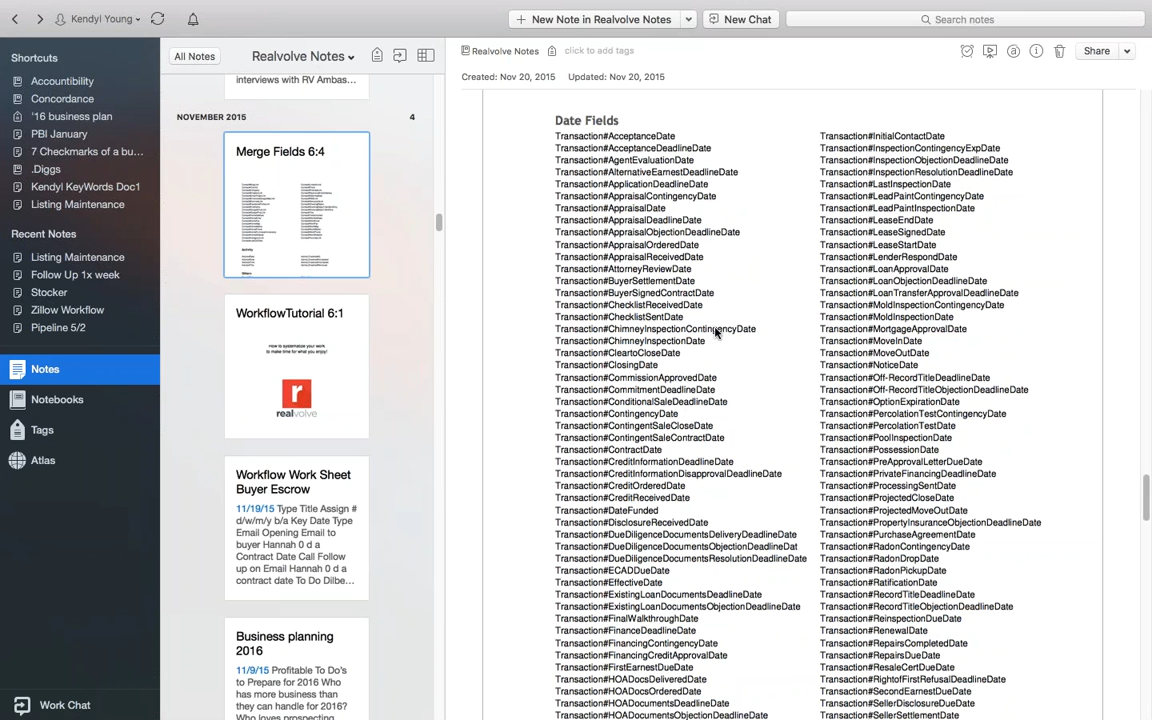 Kendyl Young
New Note in Realvolve Notes
New Chat
Search notes
Shortcuts
Accountibility
Concordance
'16 business plan
PBI January
7 Checkmarks of a bu...
.Diggs
Kendyl KeyWords Doc1
Listing Maintenance
Recent Notes
Listing Maintenance
Follow Up 1x week
Stocker
Zillow Workflow
Pipeline 5/2
Notes
Notebooks
Tags
Atlas
Work Chat
All Notes
Realvolve Notes
interviews with RV Ambas...
NOVEMBER 2015
4
Merge Fields 6:4
WorkflowTutorial 6:1
How to systematize your work
to make time for what you enjoy!
r
realvolve
Workflow Work Sheet
Buyer Escrow
11/19/15 Type Title Assign #
d/w/m/y b/a Key Date Type
Email Opening Email to
buyer Hannah 0 d a
Contract Date Call Follow
up on Email Hannah 0 d a
contract date To Do Dilbe...
Business planning
2016
11/9/15 Profitable To Do's
to Prepare for 2016 Who
has more business than
they can handle for 2016?
Who loves prospecting
Realvolve Notes
click to add tags
Share
Created: Nov 20, 2015
Updated: Nov 20, 2015
Date Fields
Transaction#AcceptanceDate
Transaction#AcceptanceDeadlineDate
Transaction#AgentEvaluationDate
Transaction#AlternativeEarnestDeadlineDate
Transaction#ApplicationDeadlineDate
Transaction#AppraisalContingencyDate
Transaction#AppraisalDate
Transaction#AppraisalDeadlineDate
Transaction#AppraisalObjectionDeadlineDate
Transaction#AppraisalOrderedDate
Transaction#AppraisalReceivedDate
Transaction#AttorneyReviewDate
Transaction#BuyerSettlementDate
Transaction#BuyerSignedContractDate
Transaction#ChecklistReceivedDate
Transaction#ChecklistSentDate
Transaction#ChimneyInspectionContingencyDate
Transaction#ChimneyInspectionDate
Transaction#CleartoCloseDate
Transaction#ClosingDate
Transaction#CommissionApprovedDate
Transaction#CommitmentDeadlineDate
Transaction#ConditionalSaleDeadlineDate
Transaction#ContingencyDate
Transaction#ContingentSaleCloseDate
Transaction#ContingentSaleContractDate
Transaction#ContractDate
Transaction#CreditInformationDeadlineDate
Transaction#CreditInformationDisapprovalDeadlineDate
Transaction#CreditOrderedDate
Transaction#CreditReceivedDate
Transaction#DateFunded
Transaction#DisclosureReceivedDate
Transaction#DueDiligenceDocumentsDeliveryDeadlineDate
Transaction#DueDiligenceDocumentsObjectionDeadlineDat
Transaction#DueDiligenceDocumentsResolutionDeadlineDate
Transaction#ECADDueDate
Transaction#EffectiveDate
Transaction#ExistingLoanDocumentsDeadlineDate
Transaction#ExistingLoanDocumentsObjectionDeadlineDate
Transaction#FinalWalkthroughDate
Transaction#FinanceDeadlineDate
Transaction#FinancingContingencyDate
Transaction#FinancingCreditApprovalDate
Transaction#FirstEarnestDueDate
Transaction#HOADocsDeliveredDate
Transaction#HOADocsOrderedDate
Transaction#HOADocumentsDeadlineDate
Transaction#HOADocumentsObjectionDeadlineDate
Transaction#InitialContactDate
Transaction#InspectionContingencyExpDate
Transaction#InspectionObjectionDeadlineDate
Transaction#InspectionResolutionDeadlineDate
Transaction#LastInspectionDate
Transaction#LeadPaintContingencyDate
Transaction#LeadPaintInspectionDate
Transaction#LeaseEndDate
Transaction#LeaseSignedDate
Transaction#LeaseStartDate
Transaction#LenderRespondDate
Transaction#LoanApprovalDate
Transaction#LoanObjectionDeadlineDate
Transaction#LoanTransferApprovalDeadlineDate
Transaction#MoldInspectionContingencyDate
Transaction#MoldInspectionDate
Transaction#MortgageApprovalDate
Transaction#MoveInDate
Transaction#MoveOutDate
Transaction#NoticeDate
Transaction#Off-RecordTitleDeadlineDate
Transaction#Off-RecordTitleObjectionDeadlineDate
Transaction#OptionExpirationDate
Transaction#PercolationTestContingencyDate
Transaction#PercolationTestDate
Transaction#PoolInspectionDate
Transaction#PossessionDate
Transaction#PreApprovalLetterDueDate
Transaction#PrivateFinancingDeadlineDate
Transaction#ProcessingSentDate
Transaction#ProjectedCloseDate
Transaction#ProjectedMoveOutDate
Transaction#PropertyInsuranceObjectionDeadlineDate
Transaction#PurchaseAgreementDate
Transaction#RadonContingencyDate
Transaction#RadonDropDate
Transaction#RadonPickupDate
Transaction#RatificationDate
Transaction#RecordTitleDeadlineDate
Transaction#RecordTitleObjectionDeadlineDate
Transaction#ReinspectionDueDate
Transaction#RenewalDate
Transaction#RepairsCompletedDate
Transaction#RepairsDueDate
Transaction#ResaleCertDueDate
Transaction#RightofFirstRefusalDeadlineDate
Transaction#SecondEarnestDueDate
Transaction#SellerDisclosureDueDate
Transaction#SellerSettlementDate